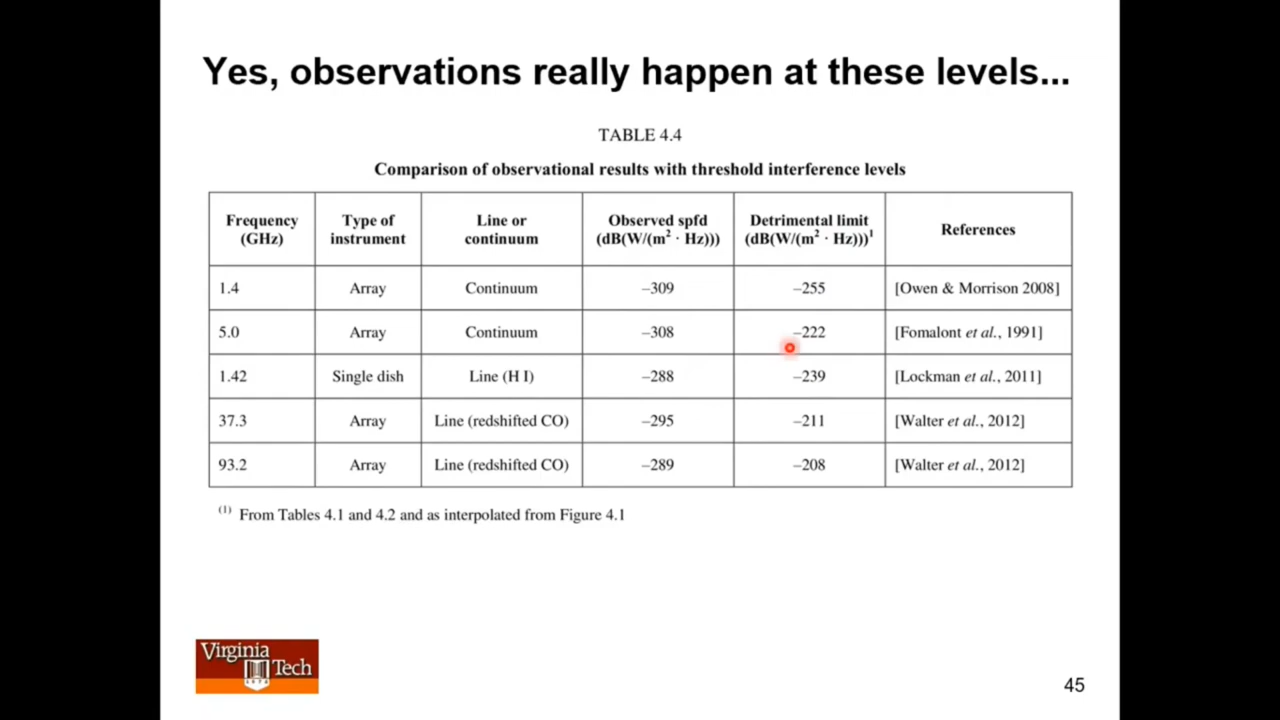 Yes, observations really happen at these levels...
TABLE 4.4
Comparison of observational results with threshold interference levels
Frequency (GHz) Type of instrument Line or continuum Observed spfd (dB(W/(m² · Hz))) Detrimental limit (dB(W/(m² · Hz)))¹ References
1.4 Array Continuum –309 –255 [Owen & Morrison 2008]
5.0 Array Continuum –308 –222 [Fomalont et al., 1991]
1.42 Single dish Line (H I) –288 –239 [Lockman et al., 2011]
37.3 Array Line (redshifted CO) –295 –211 [Walter et al., 2012]
93.2 Array Line (redshifted CO) –289 –208 [Walter et al., 2012]
(1) From Tables 4.1 and 4.2 and as interpolated from Figure 4.1
Virginia
Tech
45